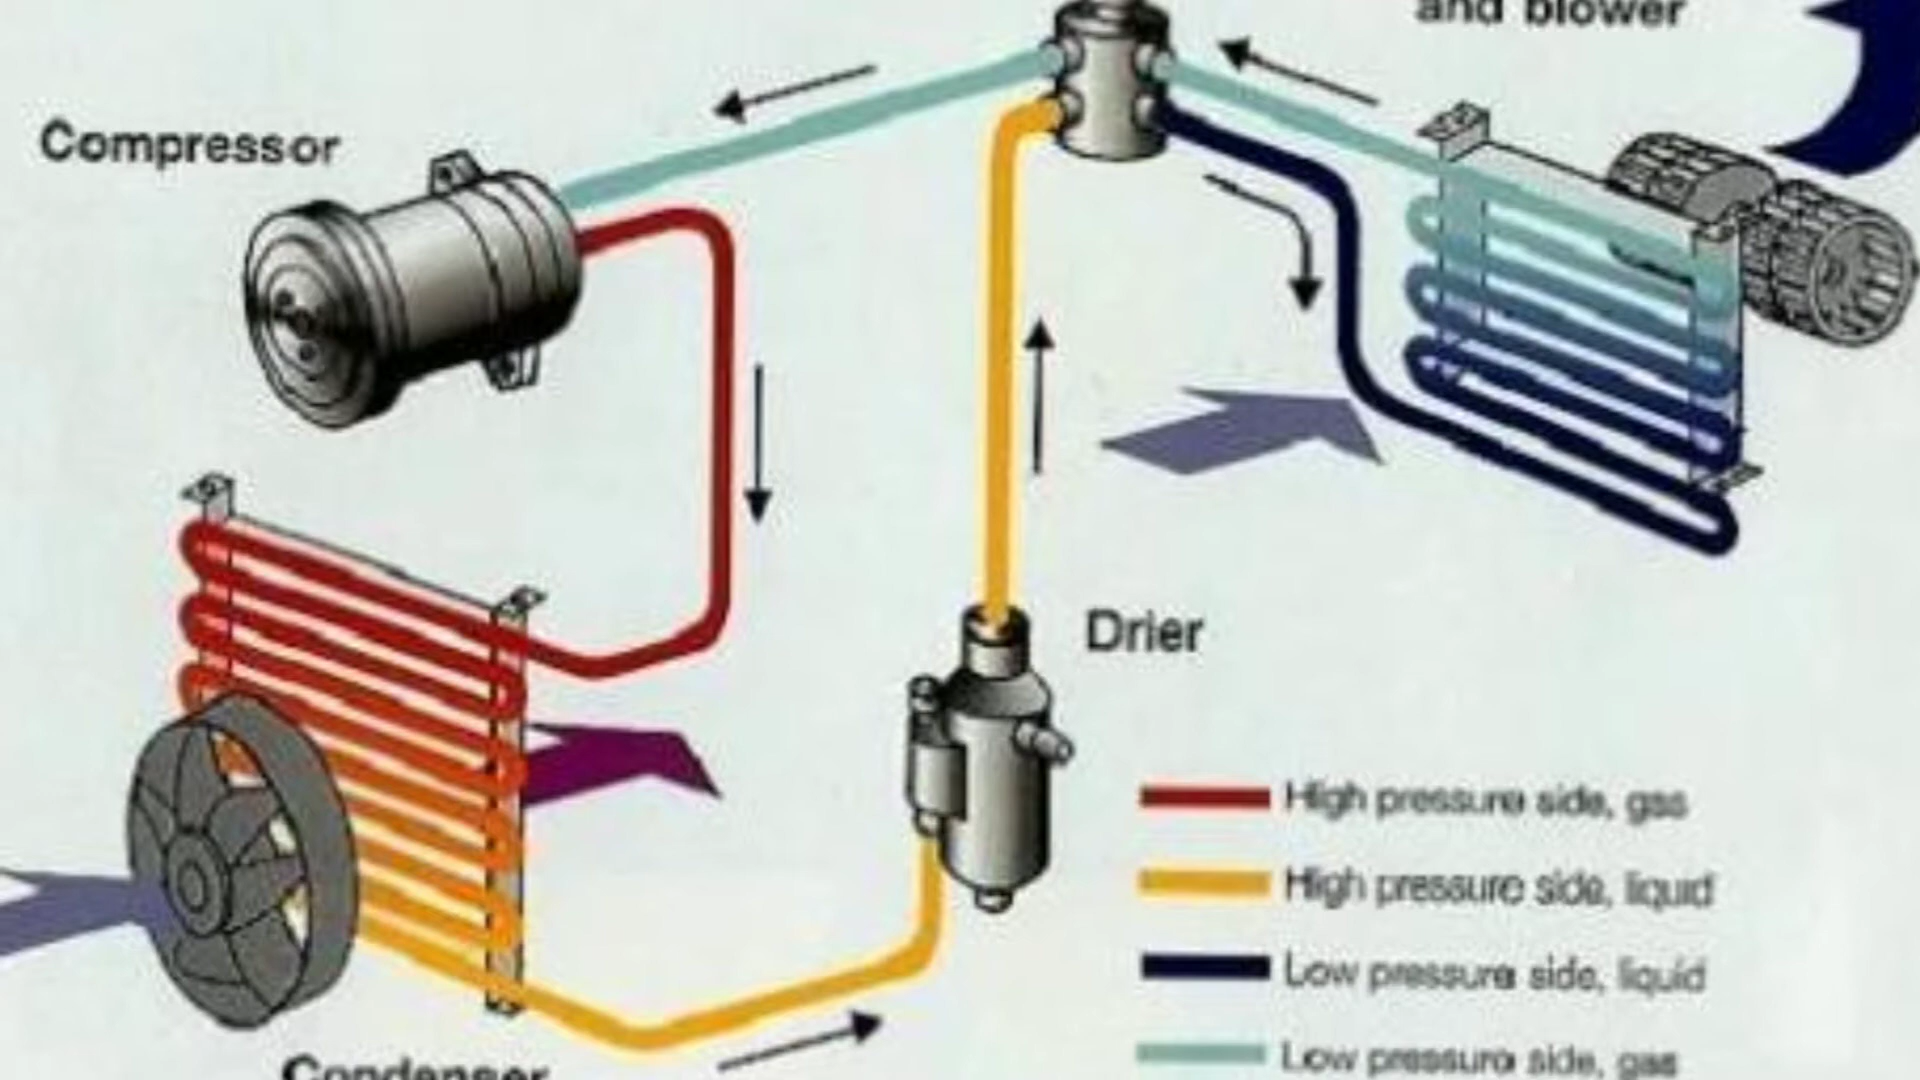 and blower
Compressor
Drier
High pressure side, gas
High pressure side, liquid
Low pressure side, liquid
Low pressure side, gas
Condenser